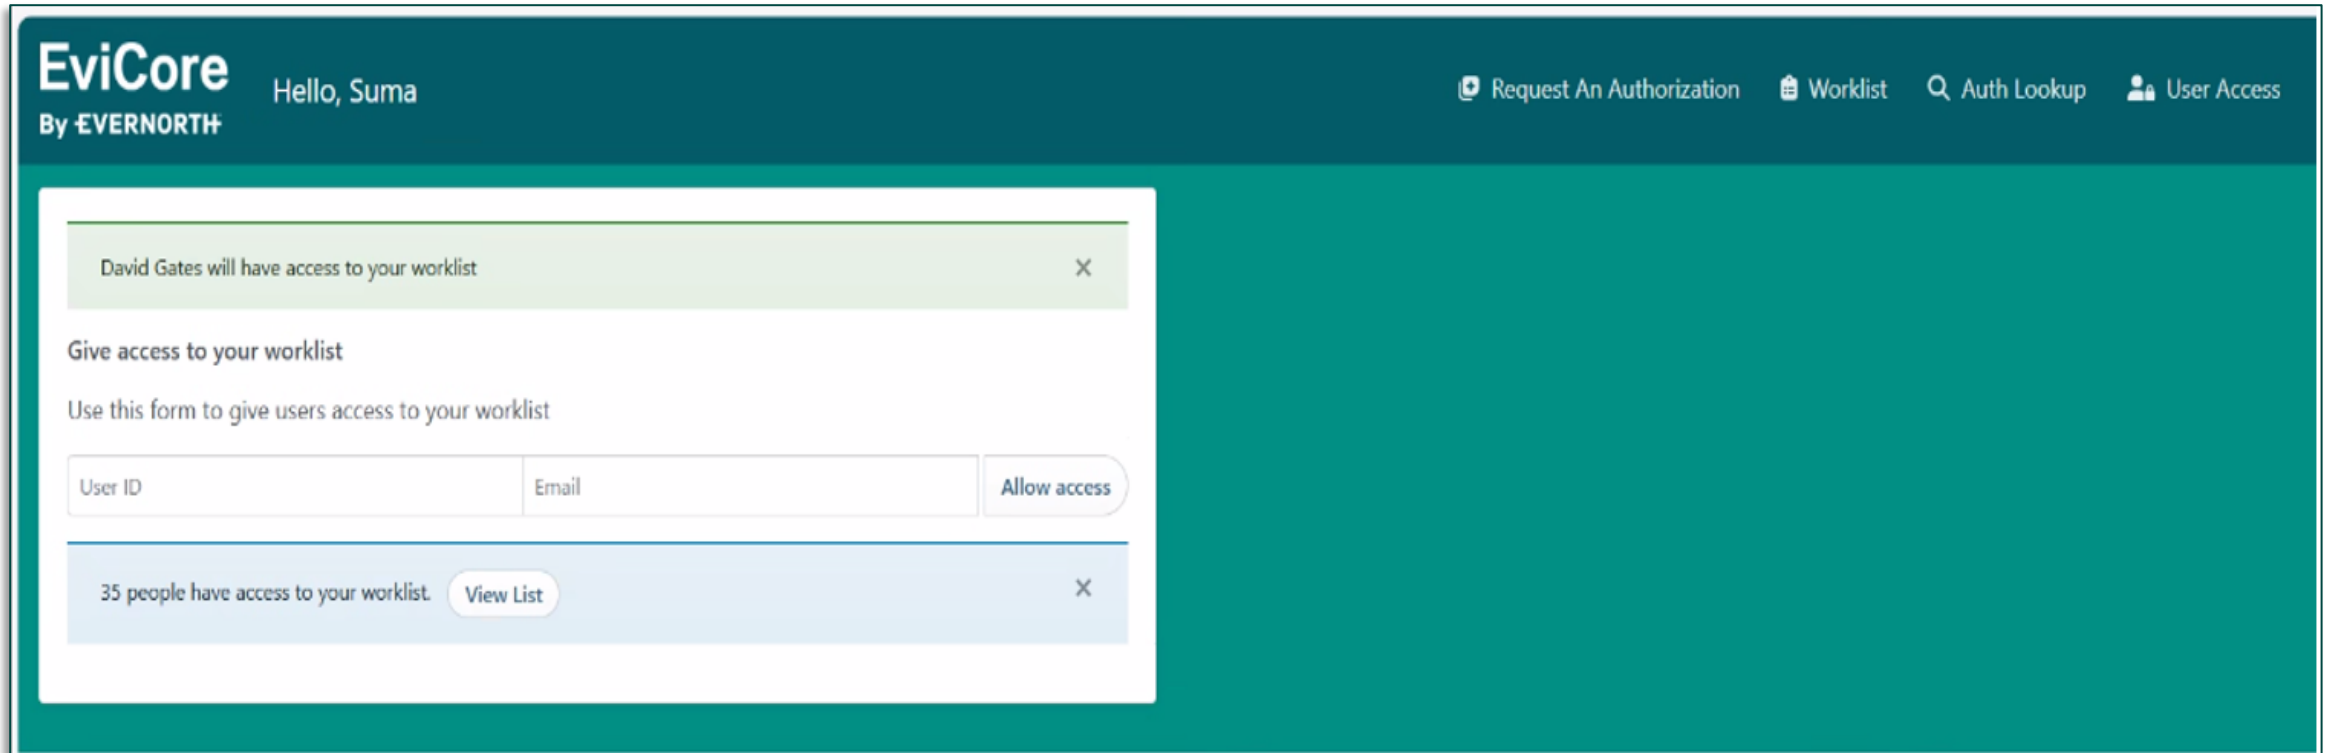 EviCore
By EVERNORTH
Hello, Suma
Request An Authorization
Worklist
Auth Lookup
User Access
David Gates will have access to your worklist
Give access to your worklist
Use this form to give users access to your worklist
User ID
Email
Allow access
35 people have access to your worklist.
View List